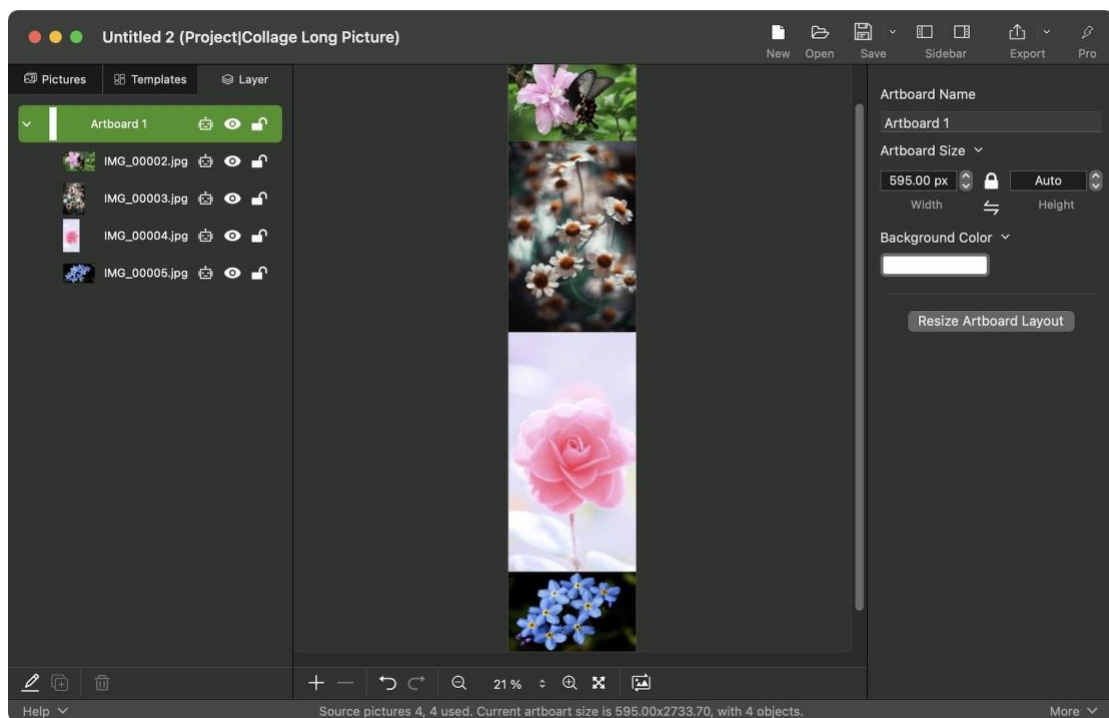 Untitled 2 (Project|Collage Long Picture)
New Open Save Sidebar Export Pro
Pictures Templates Layer
Artboard 1
IMG_00002.jpg
IMG_00003.jpg
IMG_00004.jpg
IMG_00005.jpg
Artboard Name
Artboard 1
Artboard Size
595.00 px Auto
Width Height
Background Color
Resize Artboard Layout
21 %
Help
Source pictures 4, 4 used. Current artboart size is 595.00x2733.70, with 4 objects.
More